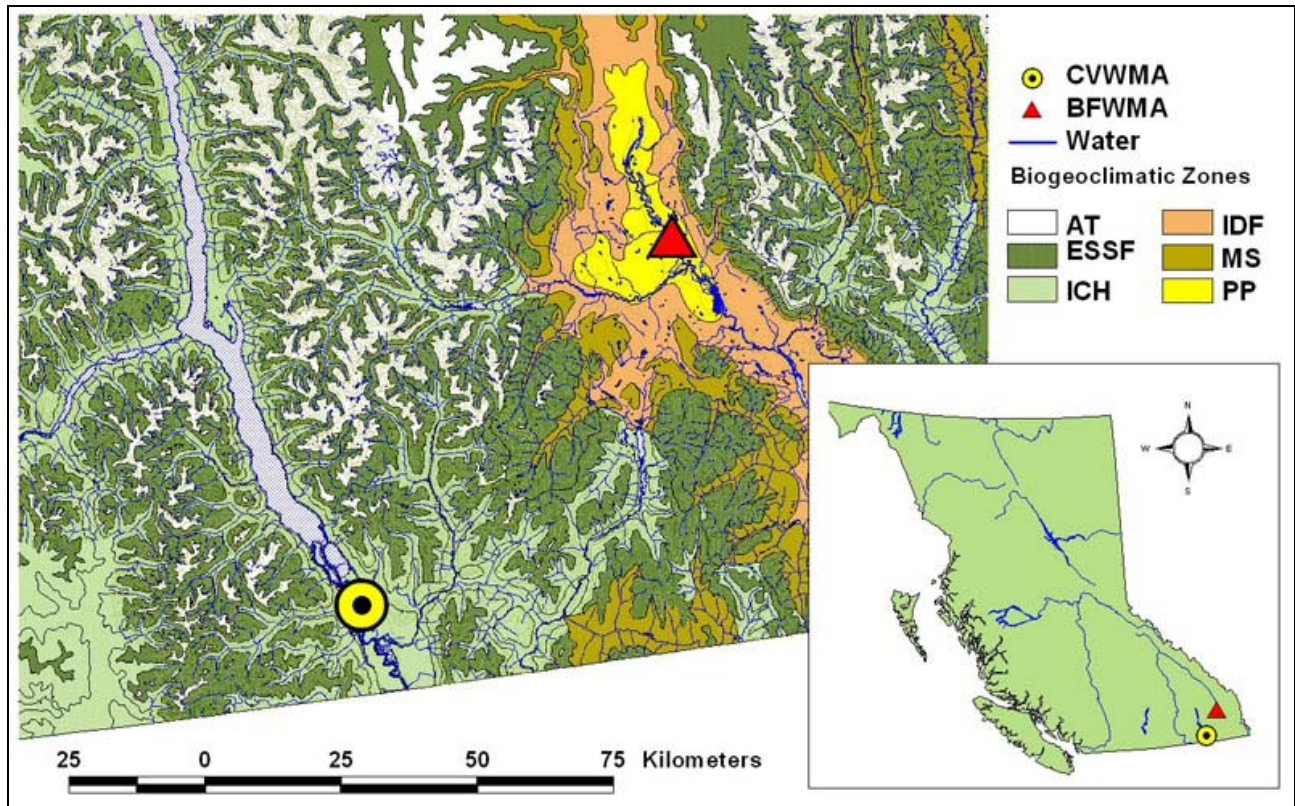 CVWMA
BFWMA
Water
Biogeoclimatic Zones
AT
ESSF
ICH
IDF
MS
PP
N
W
E
S
25 0 25 50 75 Kilometers